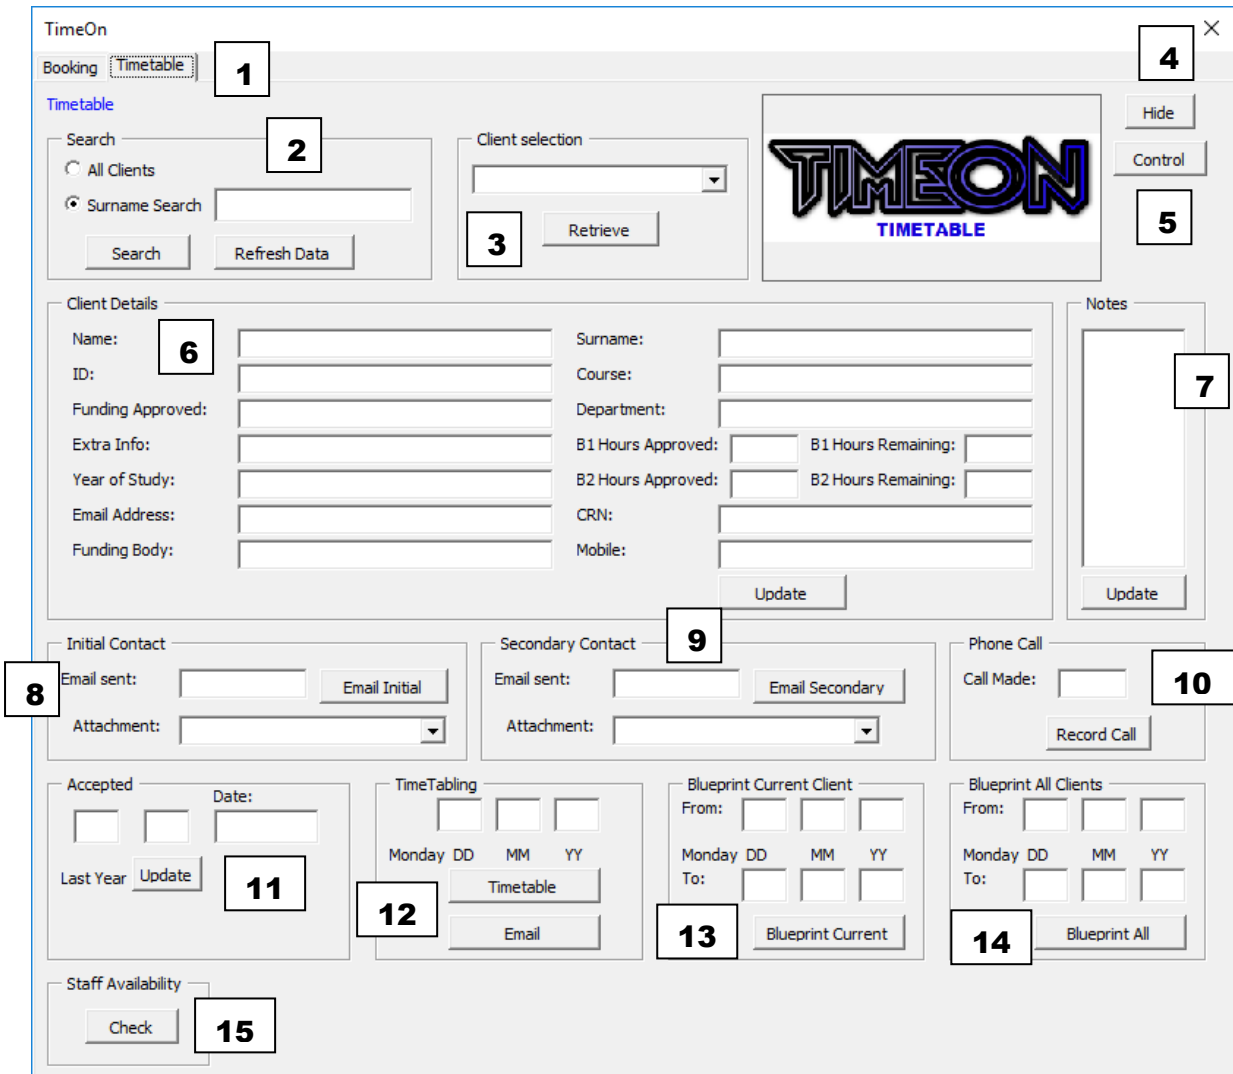 TimeOn
Booking Timetable 1
4
Timetable
Hide
Search 2
Client selection
All Clients
Surname Search
3
Retrieve
Search Refresh Data
TIMEON
TIMETABLE
Control
5
Client Details
Notes
Name: 6 Surname:
7
ID: Course:
Funding Approved: Department:
Extra Info: B1 Hours Approved: B1 Hours Remaining:
Year of Study: B2 Hours Approved: B2 Hours Remaining:
Email Address: CRN:
Funding Body: Mobile:
Update
Update
Initial Contact
Secondary Contact 9
Phone Call
8 Email sent: Email Initial
Email sent: Email Secondary
Call Made: 10
Attachment:
Attachment:
Record Call
Accepted
Date:
Last Year Update 11
TimeTabling
Monday DD MM YY
Timetable
12
Email
Blueprint Current Client
From:
Monday DD MM YY
To:
13 Blueprint Current
Blueprint All Clients
From:
Monday DD MM YY
To:
14 Blueprint All
Staff Availability
Check 15